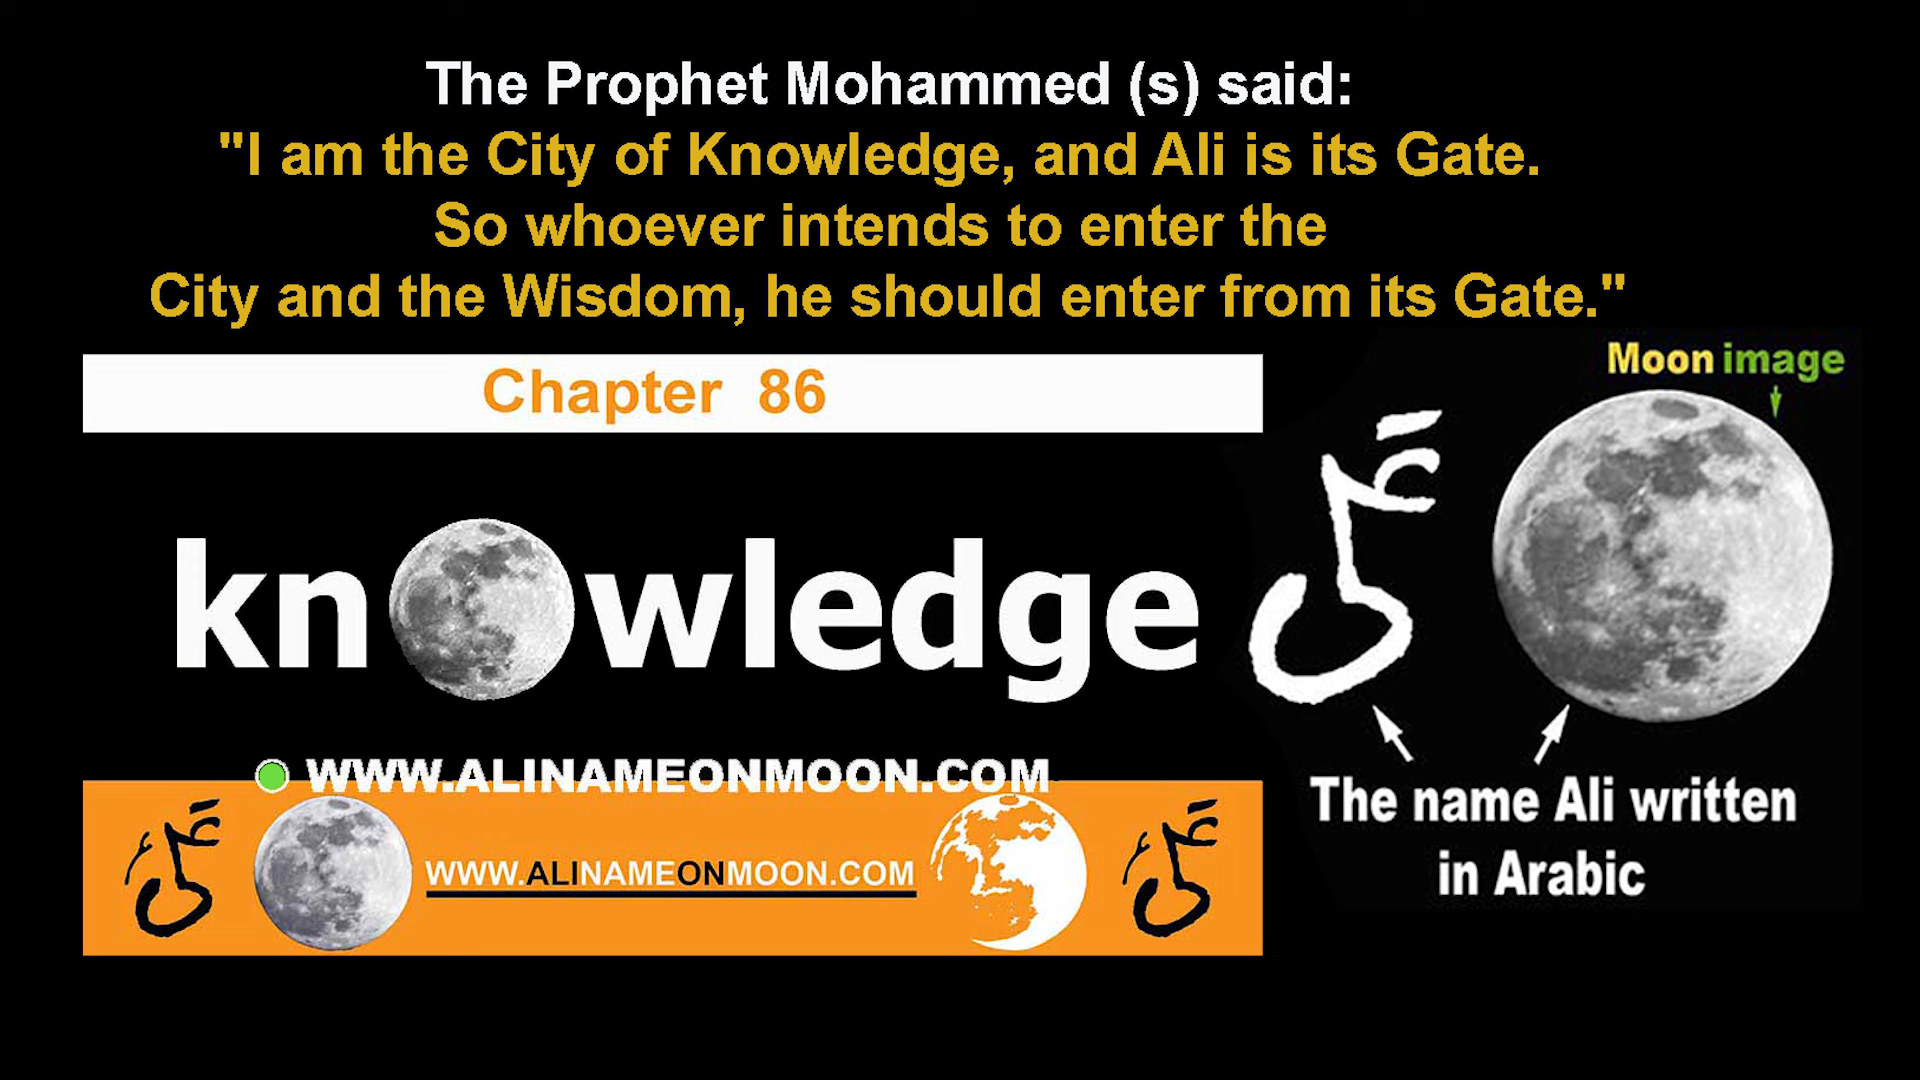 The Prophet Mohammed (s) said:
"I am the City of Knowledge, and Ali is its Gate.
So whoever intends to enter the
City and the Wisdom, he should enter from its Gate."
Chapter 86
Moon image
knowledge
علي
WWW.ALINAMEONMOON.COM
WWW.ALINAMEONMOON.COM
The name Ali written
in Arabic